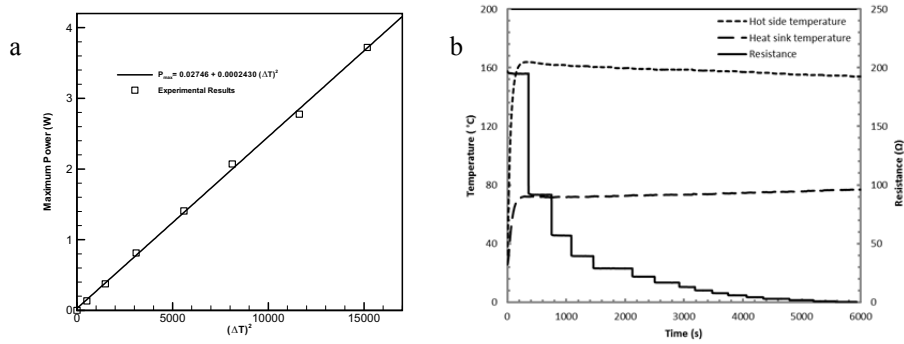 a
Maximum Power (W)
4
3
2
1
0
P max = 0.02746 + 0.0002430 (ΔT)²
Experimental Results
0 5000 10000 15000
(ΔT)²
b
Temperature ( °C)
200
160
120
80
40
0
Hot side temperature
Heat sink temperature
Resistance
250
200
150
100
50
0
Resistance (Ω)
0 1000 2000 3000 4000 5000 6000
Time (s)